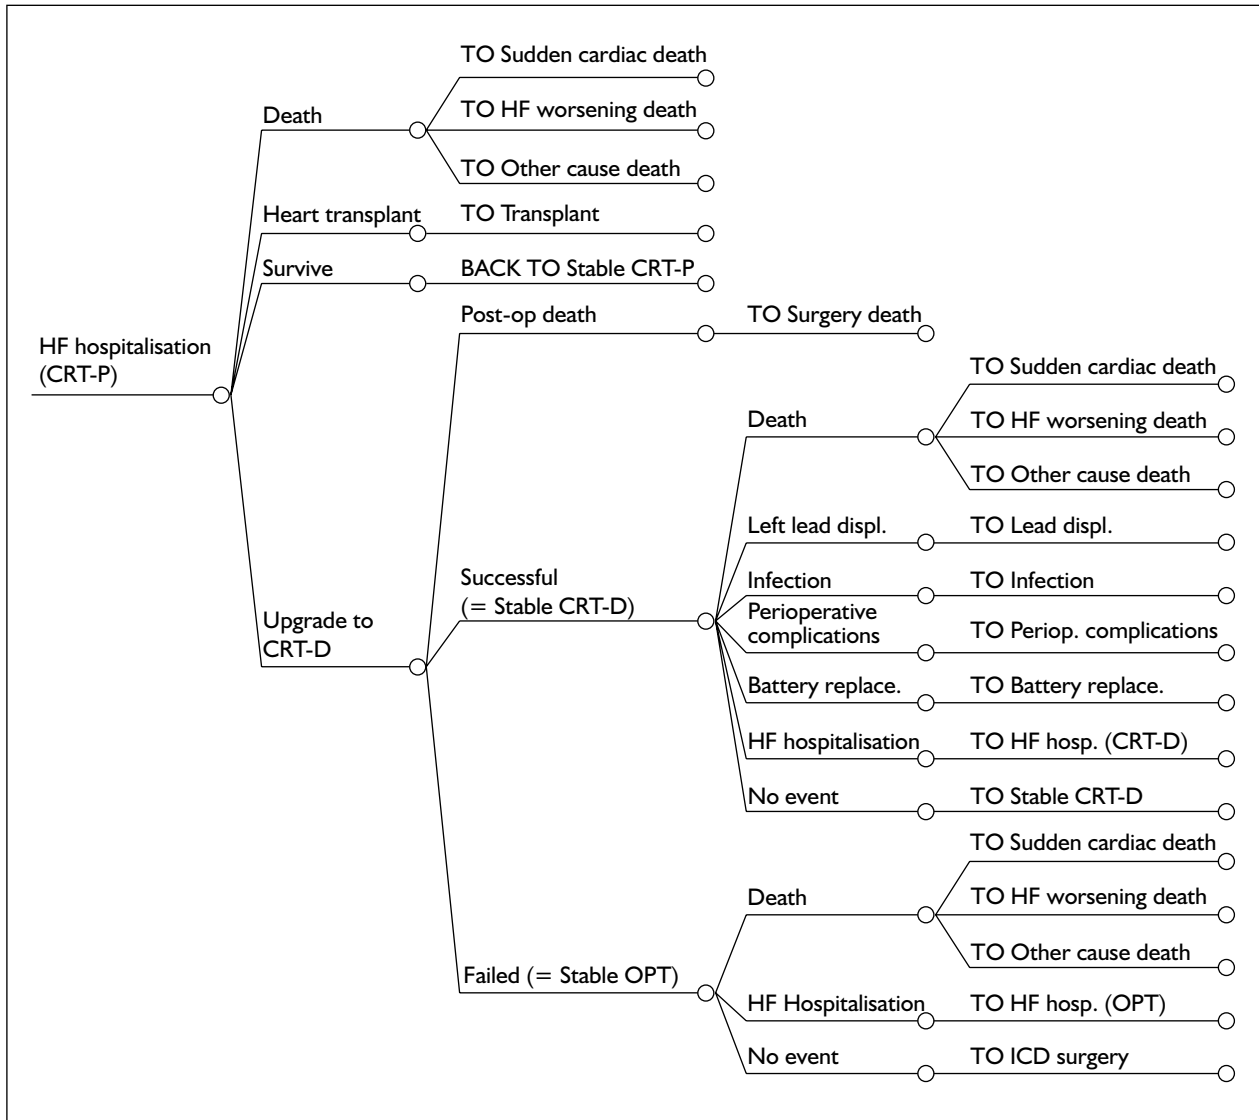 TO Sudden cardiac death
Death
TO HF worsening death
TO Other cause death
Heart transplant
TO Transplant
Survive
BACK TO Stable CRT-P
HF hospitalisation
(CRT-P)
Post-op death
TO Surgery death
TO Sudden cardiac death
Death
TO HF worsening death
TO Other cause death
Left lead displ.
TO Lead displ.
Successful
(= Stable CRT-D)
Infection
TO Infection
Upgrade to
CRT-D
Perioperative
complications
TO Periop. complications
Battery replace.
TO Battery replace.
HF hospitalisation
TO HF hosp. (CRT-D)
No event
TO Stable CRT-D
TO Sudden cardiac death
Death
TO HF worsening death
TO Other cause death
Failed (= Stable OPT)
HF Hospitalisation
TO HF hosp. (OPT)
No event
TO ICD surgery